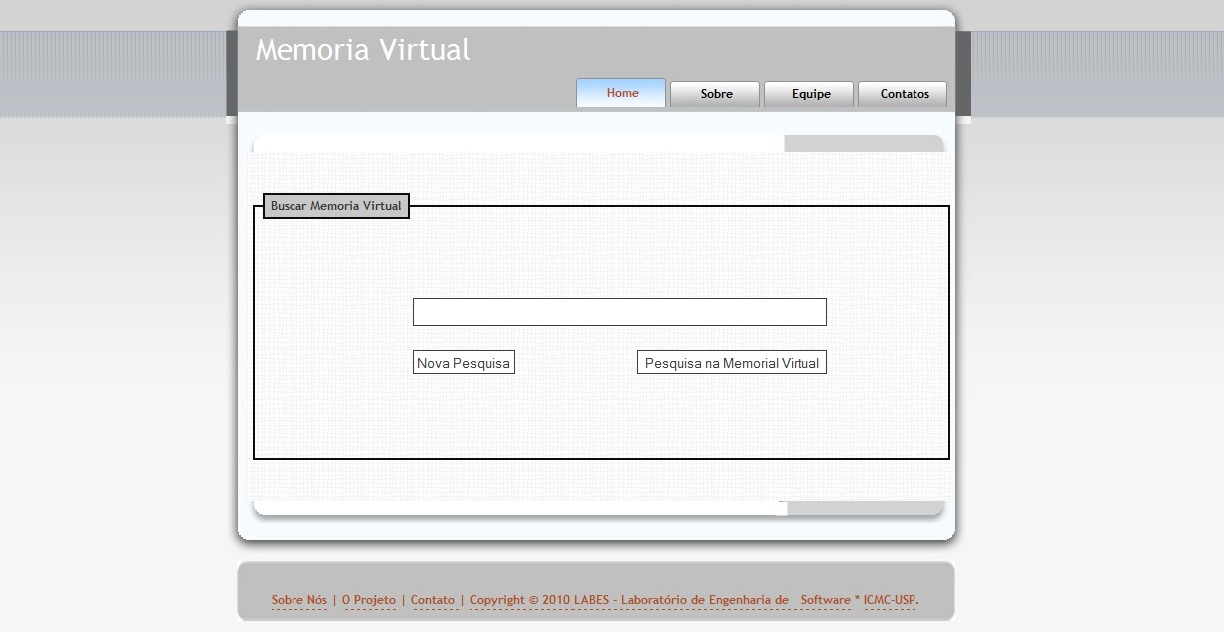 Memoria Virtual
Home Sobre Equipe Contatos
Buscar Memoria Virtual
Nova Pesquisa Pesquisa na Memorial Virtual
Sobre Nós | O Projeto | Contato | Copyright © 2010 LABES - Laboratório de Engenharia de Software * ICMC-USP.